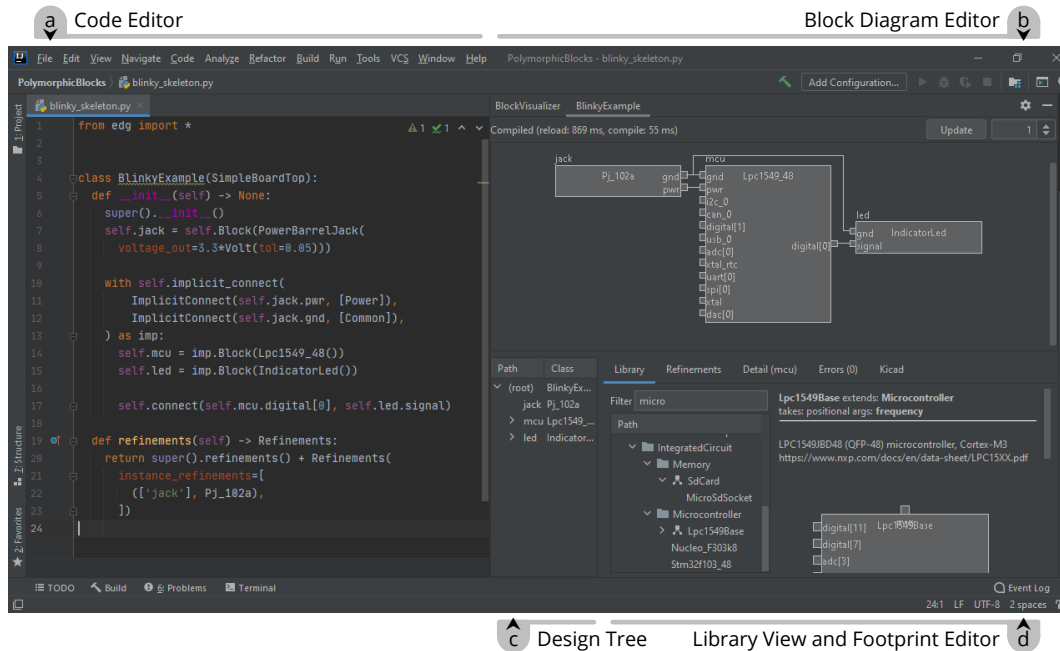 a Code Editor
Block Diagram Editor b
File Edit View Navigate Code Analyze Refactor Build Run Tools VCS Window Help PolymorphicBlocks - blinky_skeleton.py
PolymorphicBlocks blinky_skeleton.py
Add Configuration...
1: Project
blinky_skeleton.py
1 from edg import *
1 1
2
3
4 class BlinkyExample(SimpleBoardTop):
5 def __init__(self) -> None:
6 super().__init__()
7 self.jack = self.Block(PowerBarrelJack(
8 voltage_out=3.3*Volt(tol=0.05)))
9
10 with self.implicit_connect(
11 ImplicitConnect(self.jack.pwr, [Power]),
12 ImplicitConnect(self.jack.gnd, [Common]),
13 ) as imp:
14 self.mcu = imp.Block(Lpc1549_48())
15 self.led = imp.Block(IndicatorLed())
16
17 self.connect(self.mcu.digital[0], self.led.signal)
18
19 def refinements(self) -> Refinements:
20 return super().refinements() + Refinements(
21 instance_refinements=[
22 (['jack'], Pj_102a),
23 ])
24
Z: Structure
2: Favorites
BlockVisualizer BlinkyExample
Compiled (reload: 869 ms, compile: 55 ms)
Update
1
jack
Pj_102a
gnd
pwr
mcu
Lpc1549_48
gnd
pwr
i2c_0
can_0
digital[1]
usb_0
adc[0]
xtal_rtc
uart[0]
spi[0]
xtal
dac[0]
digital[0]
led
gnd
IndicatorLed
signal
Path Class
(root) BlinkyEx...
jack Pj_102a
mcu Lpc1549_...
led Indicator...
Library Refinements Detail (mcu) Errors (0) Kicad
Filter micro
Path
IntegratedCircuit
Memory
SdCard
MicroSdSocket
Microcontroller
Lpc1549Base
Nucleo_F303k8
Stm32f103_48
Lpc1549Base extends: Microcontroller
takes: positional args: frequency
LPC1549JBD48 (QFP-48) microcontroller, Cortex-M3
https://www.nxp.com/docs/en/data-sheet/LPC15XX.pdf
digital[11]
digital[7]
adc[3]
TODO Build 6: Problems Terminal
Event Log
24:1 LF UTF-8 2 spaces
c Design Tree
Library View and Footprint Editor d